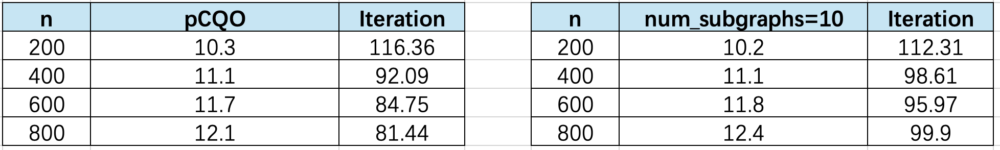 n pCQO Iteration n num_subgraphs=10 Iteration
200 10.3 116.36 200 10.2 112.31
400 11.1 92.09 400 11.1 98.61
600 11.7 84.75 600 11.8 95.97
800 12.1 81.44 800 12.4 99.9